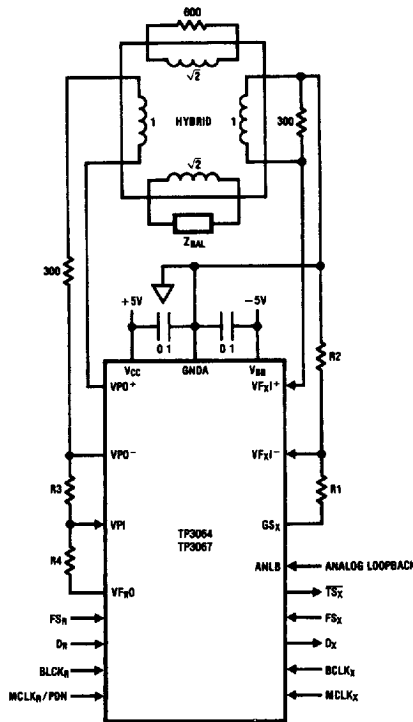 600
√2
1
HYBRID
1
300
√2
Z_BAL
300
+5V
−5V
0 1
0 1
V_CC
GNDA
V_BB
R2
VPO+
VF_XI+
VPO−
VF_XI−
R3
R1
VPI
GS_X
TP3064
TP3067
R4
ANLB
ANALOG LOOPBACK
VF_RO
TS_X
FS_R
FS_X
D_R
D_X
BLCK_R
BCLK_X
MCLK_R/PDN
MCLK_X